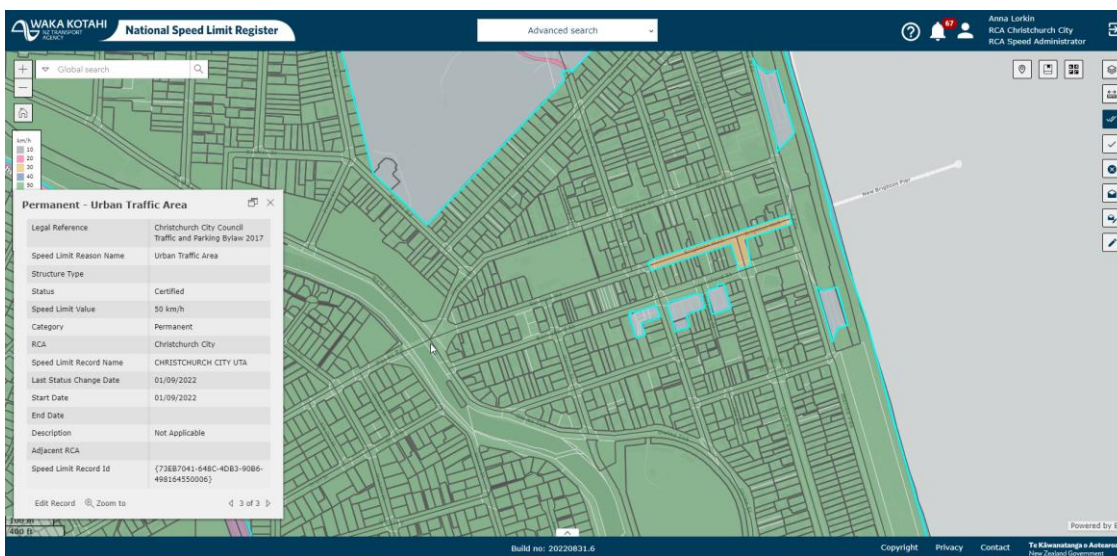 WAKA KOTAHI
NZ TRANSPORT
AGENCY
National Speed Limit Register
Advanced search
67
Anna Lorkin
RCA Christchurch City
RCA Speed Administrator
Global search
km/h
10
20
30
40
50
New Brighton Pier
Permanent - Urban Traffic Area
Legal Reference
Christchurch City Council
Traffic and Parking Bylaw 2017
Speed Limit Reason Name
Urban Traffic Area
Structure Type
Status
Certified
Speed Limit Value
50 km/h
Category
Permanent
RCA
Christchurch City
Speed Limit Record Name
CHRISTCHURCH CITY UTA
Last Status Change Date
01/09/2022
Start Date
01/09/2022
End Date
Description
Not Applicable
Adjacent RCA
Speed Limit Record Id
{73EB7041-648C-4DB3-90B6-
498164550006}
Edit Record
Zoom to
3 of 3
400 ft
Powered by E
Build no: 20220831.6
Copyright
Privacy
Contact
Te Kāwanatanga o Aotearoa
New Zealand Government